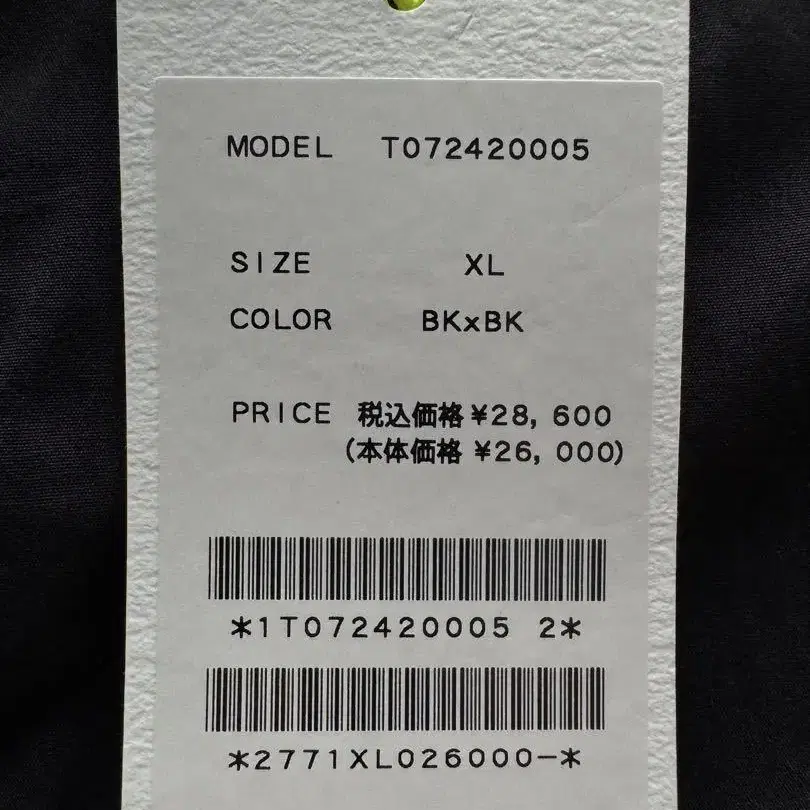 MODEL T072420005
SIZE XL
COLOR BKxBK
PRICE 税込価格 ¥28, 600
(本体価格 ¥26, 000)
*1T072420005 2*
*2771XL026000-*